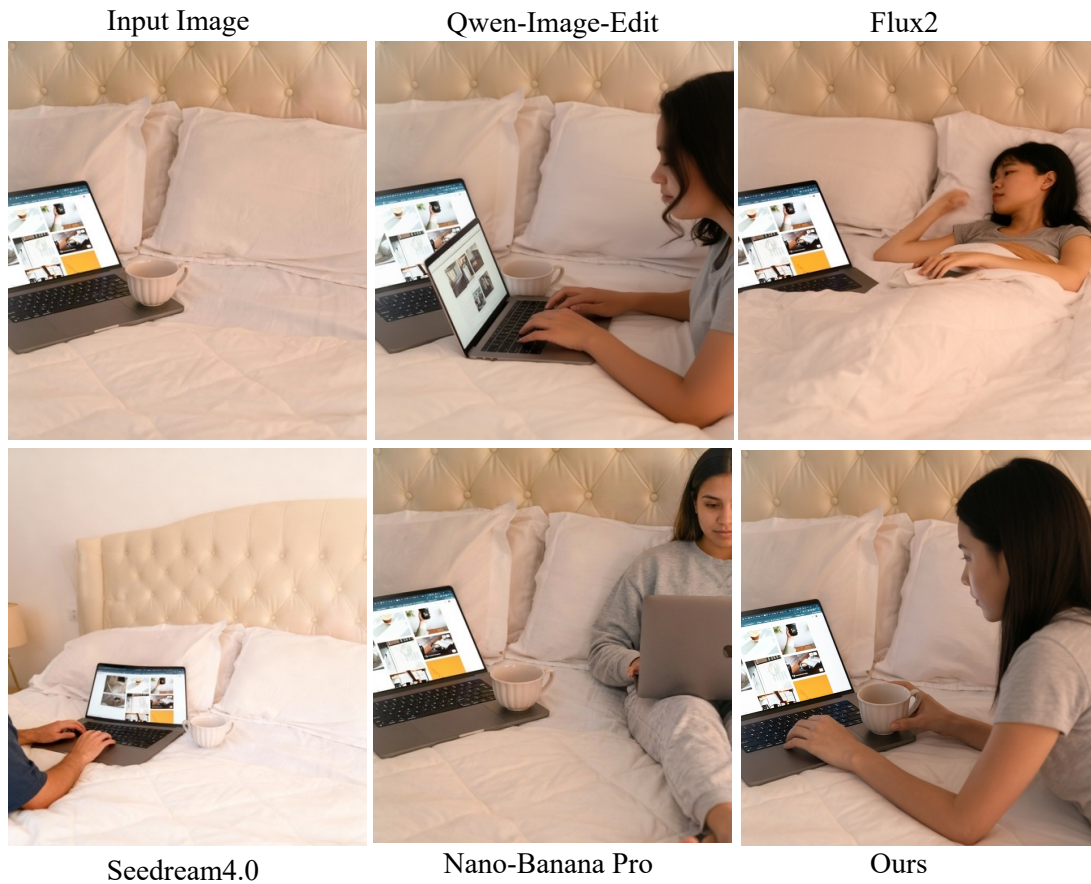 Input Image
Qwen-Image-Edit
Flux2
Seedream4.0
Nano-Banana Pro
Ours